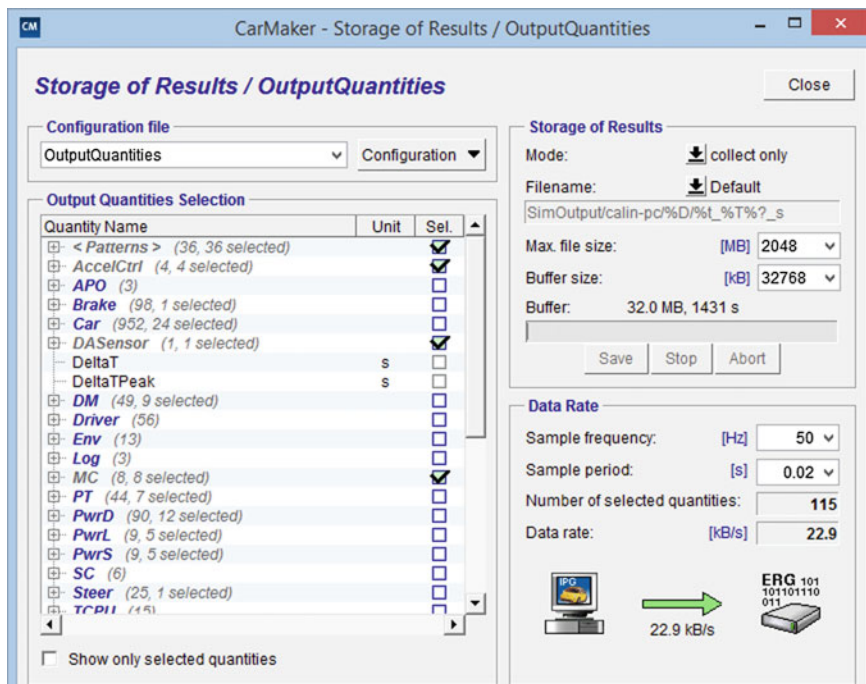 CM
CarMaker - Storage of Results / OutputQuantities
Storage of Results / OutputQuantities
Close
Configuration file
OutputQuantities
Configuration
Output Quantities Selection
Quantity Name Unit Sel.
< Patterns > (36, 36 selected)
AccelCtrl (4, 4 selected)
APO (3)
Brake (98, 1 selected)
Car (952, 24 selected)
DASensor (1, 1 selected)
DeltaT s
DeltaTPeak s
DM (49, 9 selected)
Driver (56)
Env (13)
Log (3)
MC (8, 8 selected)
PT (44, 7 selected)
PwrD (90, 12 selected)
PwrL (9, 5 selected)
PwrS (9, 5 selected)
SC (6)
Steer (25, 1 selected)
TCPU (15)
Show only selected quantities
Storage of Results
Mode: collect only
Filename: Default
SimOutput/calin-pc/%D/%t_%T%?_s
Max. file size: [MB] 2048
Buffer size: [kB] 32768
Buffer: 32.0 MB, 1431 s
Save Stop Abort
Data Rate
Sample frequency: [Hz] 50
Sample period: [s] 0.02
Number of selected quantities: 115
Data rate: [kB/s] 22.9
IPG
ERG 101
101101110
011
22.9 kB/s